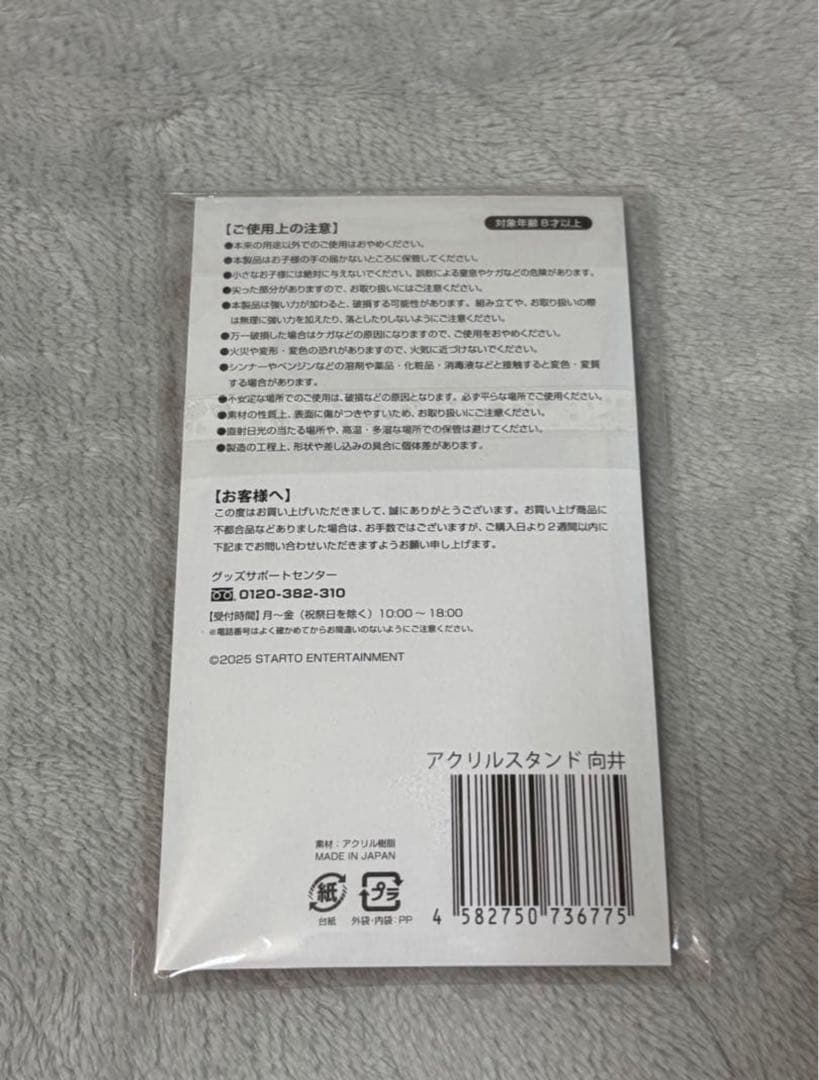 【ご使用上の注意】
対象年齢8才以上
●本来の用途以外でのご使用はおやめください。
●本製品はお子様の手の届かないところに保管してください。
●小さなお子様には絶対に与えないでください。誤飲による窒息やケガなどの危険があります。
●尖った部分がありますので、お取り扱いにはご注意ください。
●本製品は強い力が加わると、破損する可能性があります。組み立てや、お取り扱いの際
は無理に強い力を加えたり、落としたりしないようにご注意ください。
●万一破損した場合はケガなどの原因になりますので、ご使用をおやめください。
●火災や変形・変色の恐れがありますので、火気に近づけないでください。
●シンナーやベンジンなどの溶剤や薬品・化粧品・消毒液などと接触すると変色・変質
する場合があります。
●不安定な場所でのご使用は、破損などの原因となります。必ず平らな場所でご使用ください。
●素材の性質上、表面に傷がつきやすいため、お取り扱いにご注意ください。
●直射日光の当たる場所や、高温・多湿な場所での保管は避けてください。
●製造の工程上、形状や差し込みの具合に個体差があります。
【お客様へ】
この度はお買い上げいただきまして、誠にありがとうございます。お買い上げ商品に
不都合品などありました場合は、お手数ではございますが、ご購入日より2週間以内に
下記までお問い合わせいただきますようお願い申し上げます。
グッズサポートセンター
0120-382-310
【受付時間】月〜金（祝祭日を除く）10:00〜18:00
※電話番号はよく確かめてからお間違いのないようにご注意ください。
©2025 STARTO ENTERTAINMENT
アクリルスタンド 向井
素材：アクリル樹脂
MADE IN JAPAN
紙
プラ
台紙
外袋・内袋：PP
4 582750 736775